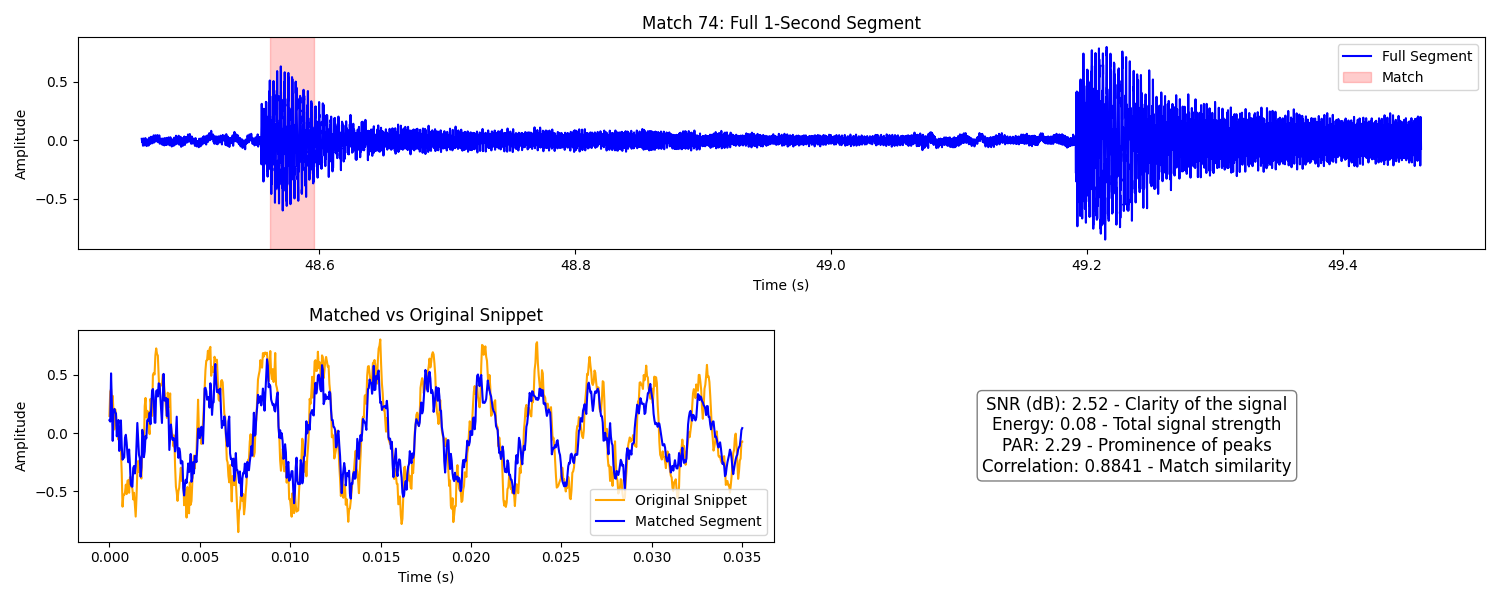 Match 74: Full 1-Second Segment
Amplitude
0.5
0.0
−0.5
Full Segment
Match
48.6
48.8
49.0
49.2
49.4
Time (s)
Matched vs Original Snippet
Amplitude
0.5
0.0
−0.5
Original Snippet
Matched Segment
0.000
0.005
0.010
0.015
0.020
0.025
0.030
0.035
Time (s)
SNR (dB): 2.52 - Clarity of the signal
Energy: 0.08 - Total signal strength
PAR: 2.29 - Prominence of peaks
Correlation: 0.8841 - Match similarity